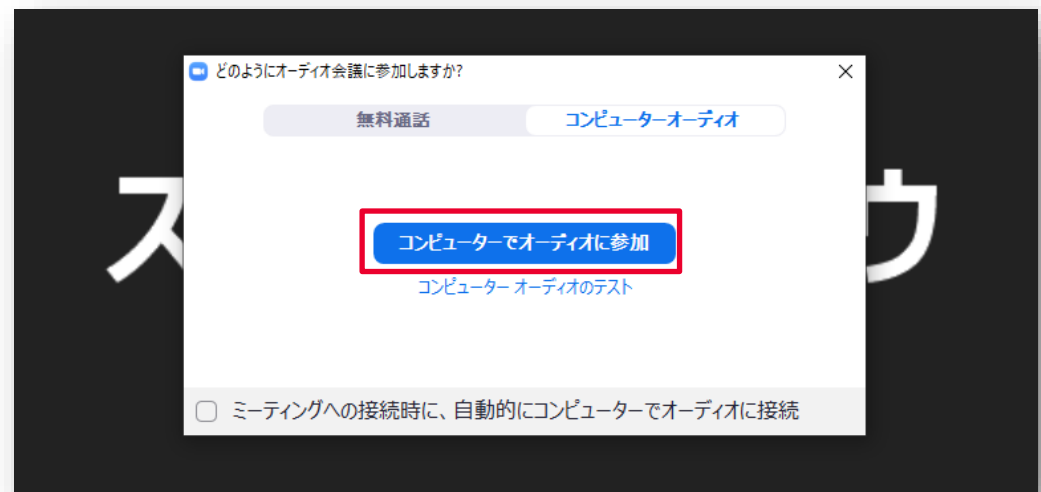 どのようにオーディオ会議に参加しますか?
無料通話
コンピューターオーディオ
ス
ウ
コンピューターでオーディオに参加
コンピューター オーディオのテスト
ミーティングへの接続時に、自動的にコンピューターでオーディオに接続